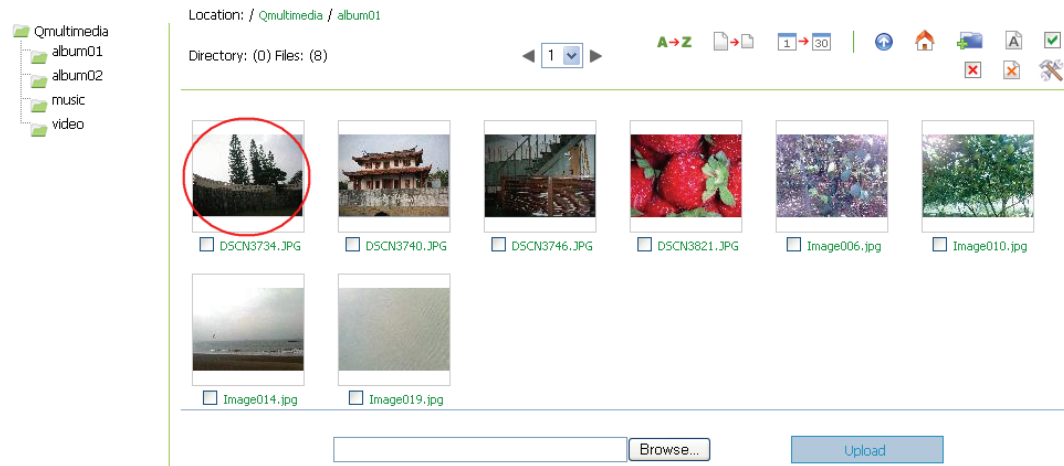 Location: / Qmultimedia / album01
Qmultimedia
album01
album02
music
video
Directory: (0) Files: (8)
1
A→Z
1→30
A
DSCN3734.JPG
DSCN3740.JPG
DSCN3746.JPG
DSCN3821.JPG
Image006.jpg
Image010.jpg
Image014.jpg
Image019.jpg
Browse...
Upload